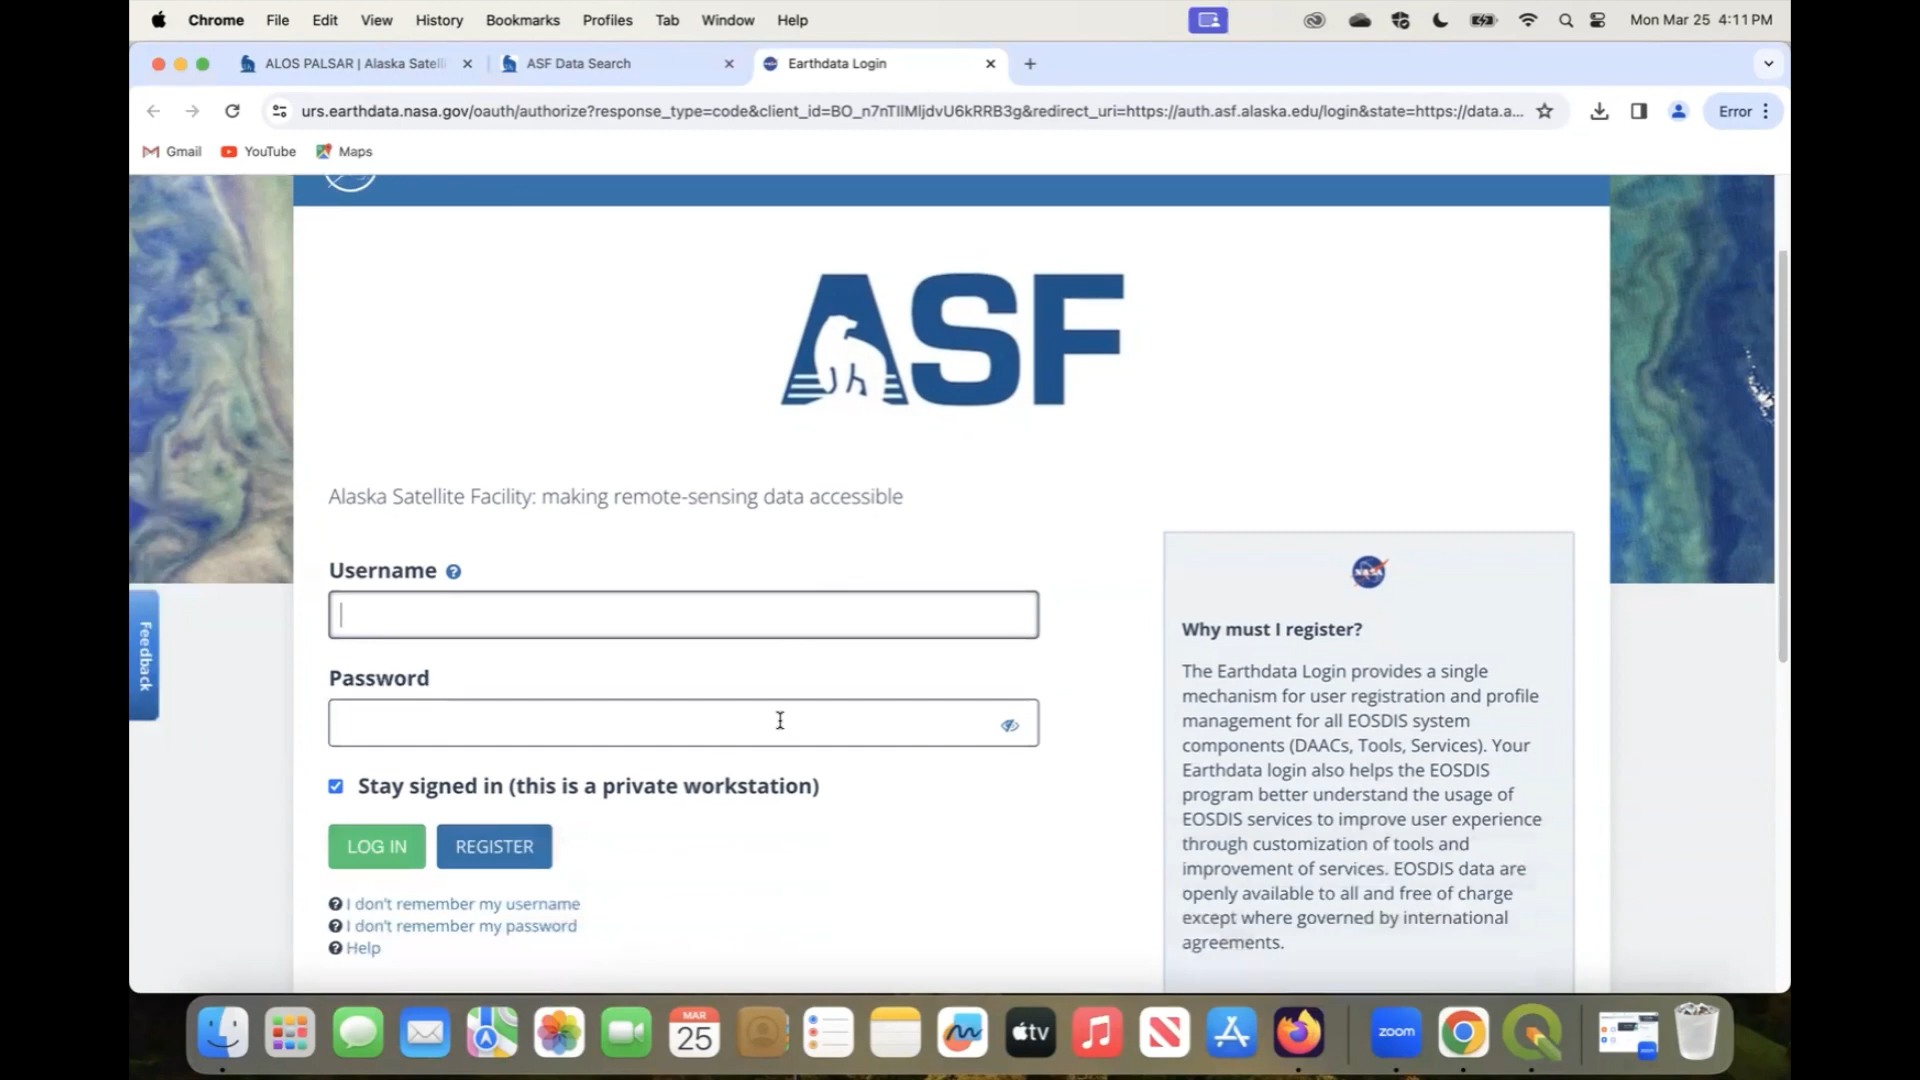 Chrome File Edit View History Bookmarks Profiles Tab Window Help Mon Mar 25 4:11 PM
ALOS PALSAR | Alaska Satell ASF Data Search Earthdata Login
urs.earthdata.nasa.gov/oauth/authorize?response_type=code&client_id=BO_n7nTIlMljdvU6kRRB3g&redirect_uri=https://auth.asf.alaska.edu/login&state=https://data.a... Error
Gmail YouTube Maps
ASF
Alaska Satellite Facility: making remote-sensing data accessible
Username
Password
Stay signed in (this is a private workstation)
LOG IN REGISTER
I don't remember my username
I don't remember my password
Help
Feedback
NASA
Why must I register?
The Earthdata Login provides a single
mechanism for user registration and profile
management for all EOSDIS system
components (DAACs, Tools, Services). Your
Earthdata login also helps the EOSDIS
program better understand the usage of
EOSDIS services to improve user experience
through customization of tools and
improvement of services. EOSDIS data are
openly available to all and free of charge
except where governed by international
agreements.
MAR
25
tv
zoom